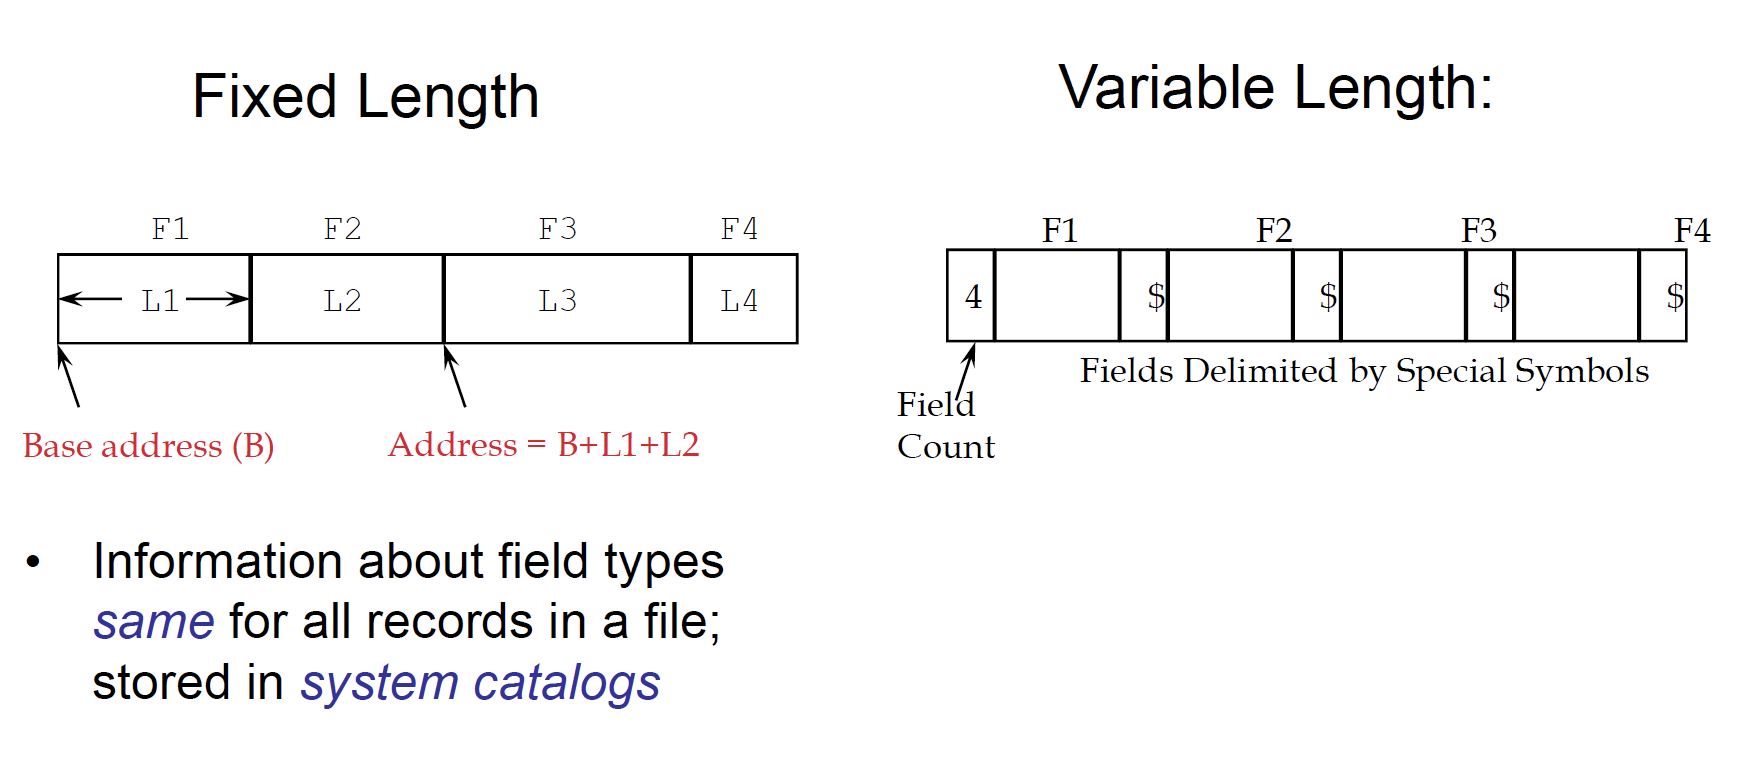 Fixed Length
F1 F2 F3 F4
L1 L2 L3 L4
Base address (B)
Address = B+L1+L2
• Information about field types
same for all records in a file;
stored in system catalogs
Variable Length:
F1 F2 F3 F4
4 $ $ $ $
Fields Delimited by Special Symbols
Field
Count